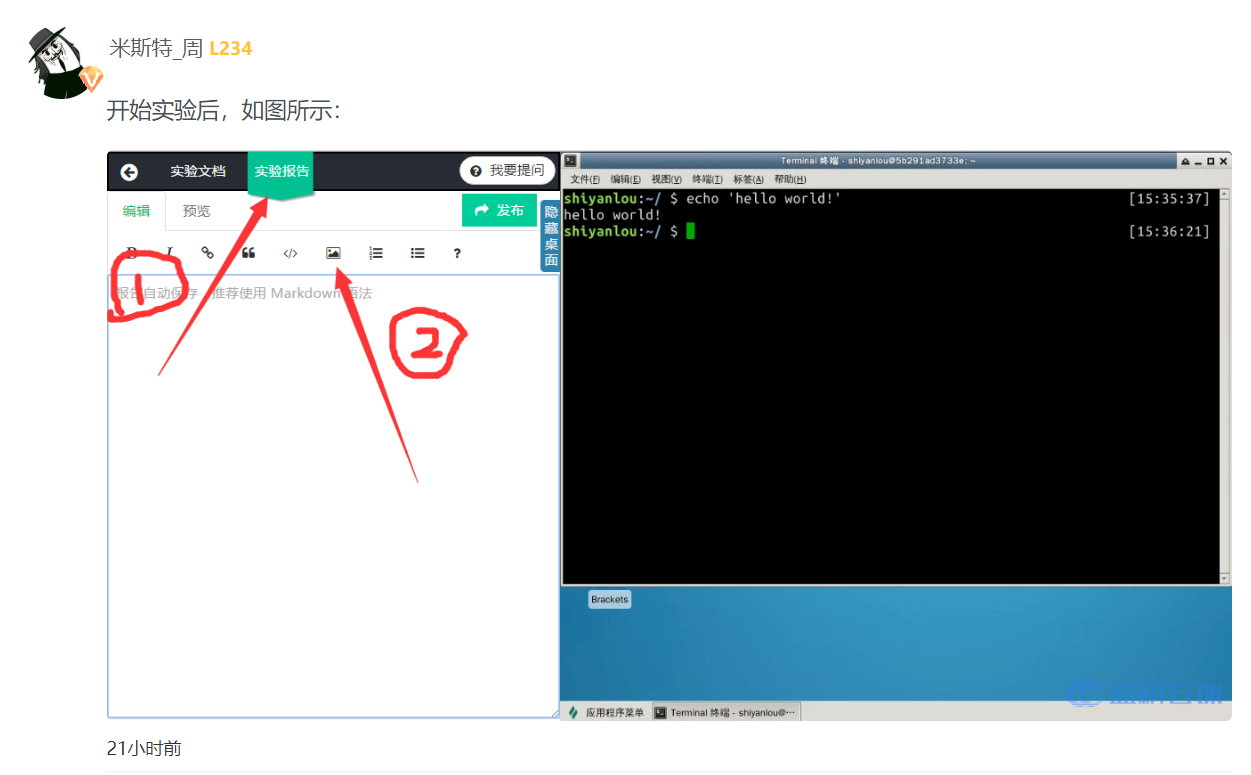 米斯特_周 L234
开始实验后，如图所示：
实验文档 实验报告 我要提问
编辑 预览 发布
隐藏桌面
B I </> ?
报告自动保存 推荐使用 Markdown 语法
1
2
Terminal 终端 - shiyanlou@5b291ad3733e: ~
文件(F) 编辑(E) 视图(V) 终端(T) 标签(A) 帮助(H)
shiyanlou:~/ $ echo 'hello world!' [15:35:37]
hello world!
shiyanlou:~/ $ [15:36:21]
Brackets
蓝桥云课
应用程序菜单 Terminal 终端 - shiyanlou@···
21小时前